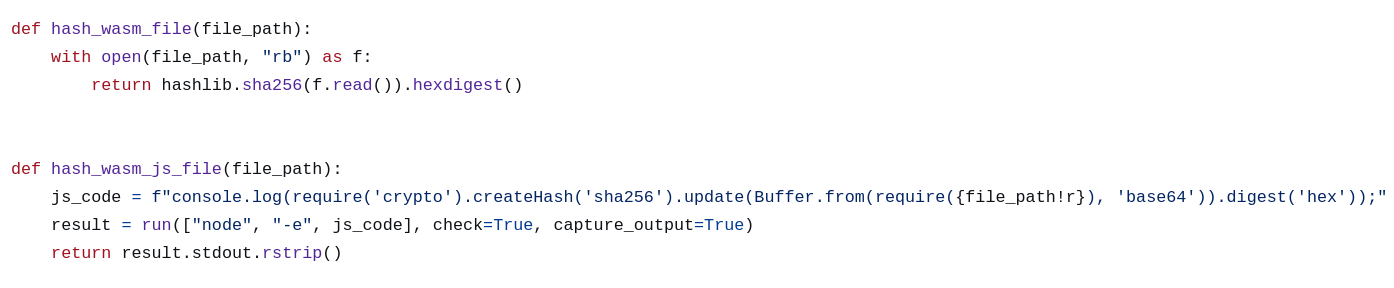 def hash_wasm_file(file_path):
    with open(file_path, "rb") as f:
        return hashlib.sha256(f.read()).hexdigest()
def hash_wasm_js_file(file_path):
    js_code = f"console.log(require('crypto').createHash('sha256').update(Buffer.from(require({file_path!r}), 'base64')).digest('hex'));"
    result = run(["node", "-e", js_code], check=True, capture_output=True)
    return result.stdout.rstrip()